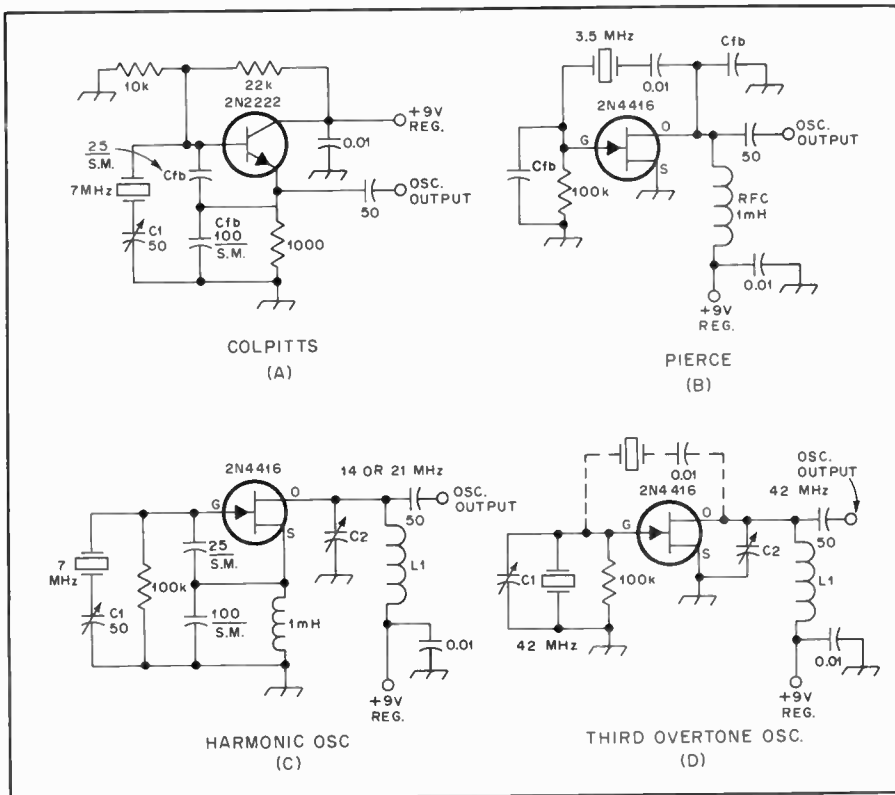 10k
22k
2N2222
+9V
REG.
0.01
25
S.M.
Cfb
7MHz
C1
50
Cfb
100
S.M.
1000
50
OSC.
OUTPUT
COLPITTS
(A)
3.5 MHz
0.01
Cfb
2N4416
G
O
S
Cfb
100k
50
OSC. OUTPUT
RFC
1mH
0.01
+9V
REG.
PIERCE
(B)
2N4416
14 OR 21 MHz
G
O
S
OSC.
OUTPUT
50
7
MHz
C1
50
100k
25
S.M.
100
S.M.
1mH
C2
L1
0.01
+9V
REG.
HARMONIC OSC
(C)
0.01
2N4416
OSC.
OUTPUT
42 MHz
G
O
S
50
C1
100k
C2
L1
42 MHz
0.01
+9V
REG.
THIRD OVERTONE OSC.
(D)